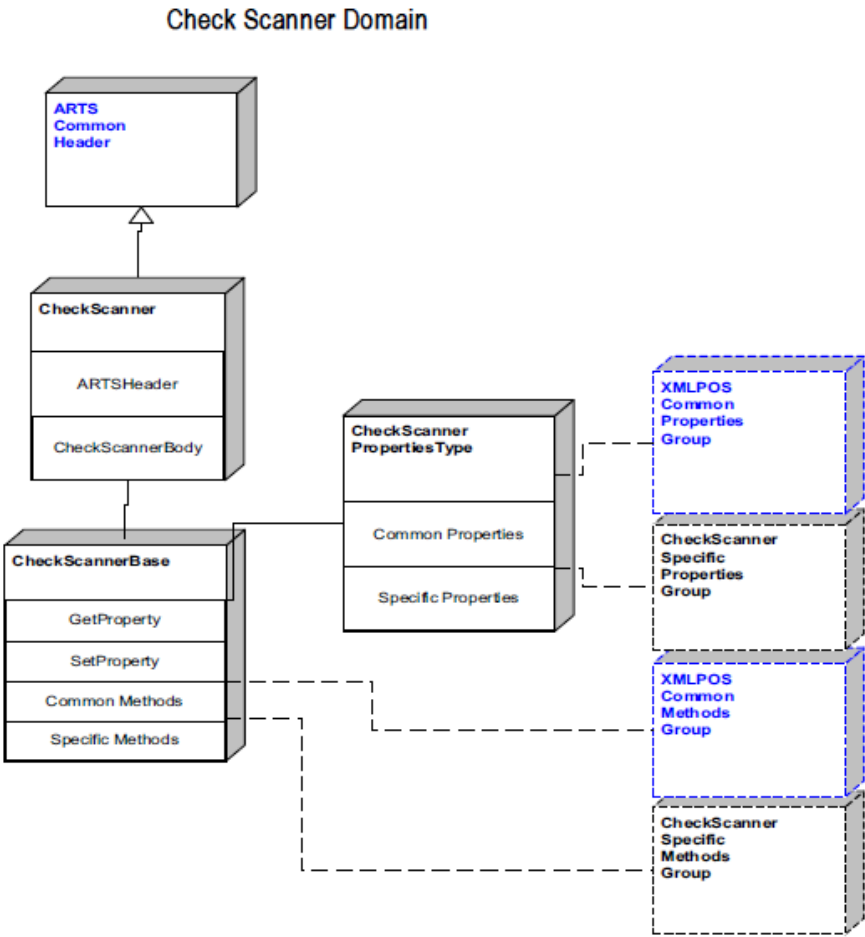 Check Scanner Domain
ARTS
Common
Header
CheckScanner
ARTSHeader
CheckScannerBody
CheckScannerBase
GetProperty
SetProperty
Common Methods
Specific Methods
CheckScanner
PropertiesType
Common Properties
Specific Properties
XMLPOS
Common
Properties
Group
CheckScanner
Specific
Properties
Group
XMLPOS
Common
Methods
Group
CheckScanner
Specific
Methods
Group